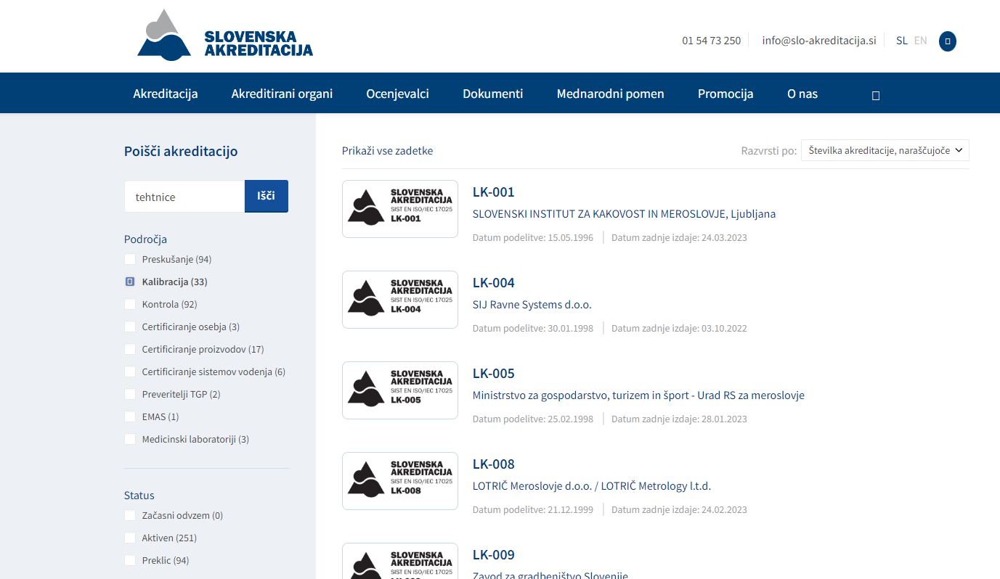 SLOVENSKA
AKREDITACIJA
01 54 73 250 info@slo-akreditacija.si SL EN
Akreditacija Akreditirani organi Ocenjevalci Dokumenti Mednarodni pomen Promocija O nas
Poišči akreditacijo
tehtnice Išči
Področja
Preskušanje (94)
Kalibracija (33)
Kontrola (92)
Certificiranje osebja (3)
Certificiranje proizvodov (17)
Certificiranje sistemov vodenja (6)
Preveritelji TGP (2)
EMAS (1)
Medicinski laboratoriji (3)
Status
Začasni odvzem (0)
Aktiven (251)
Preklic (94)
Prikaži vse zadetke Razvrsti po: Številka akreditacije, naraščujoče
SLOVENSKA
AKREDITACIJA
SIST EN ISO/IEC 17025
LK-001
LK-001
SLOVENSKI INSTITUT ZA KAKOVOST IN MEROSLOVJE, Ljubljana
Datum podelitve: 15.05.1996 Datum zadnje izdaje: 24.03.2023
SLOVENSKA
AKREDITACIJA
SIST EN ISO/IEC 17025
LK-004
LK-004
SIJ Ravne Systems d.o.o.
Datum podelitve: 30.01.1998 Datum zadnje izdaje: 03.10.2022
SLOVENSKA
AKREDITACIJA
SIST EN ISO/IEC 17025
LK-005
LK-005
Ministrstvo za gospodarstvo, turizem in šport - Urad RS za meroslovje
Datum podelitve: 25.02.1998 Datum zadnje izdaje: 28.01.2023
SLOVENSKA
AKREDITACIJA
SIST EN ISO/IEC 17025
LK-008
LK-008
LOTRIČ Meroslovje d.o.o. / LOTRIČ Metrology l.t.d.
Datum podelitve: 21.12.1999 Datum zadnje izdaje: 24.02.2023
SLOVENSKA
AKREDITACIJA
SIST EN ISO/IEC 17025
LK-009
LK-009
Zavod za gradbeništvo Slovenije